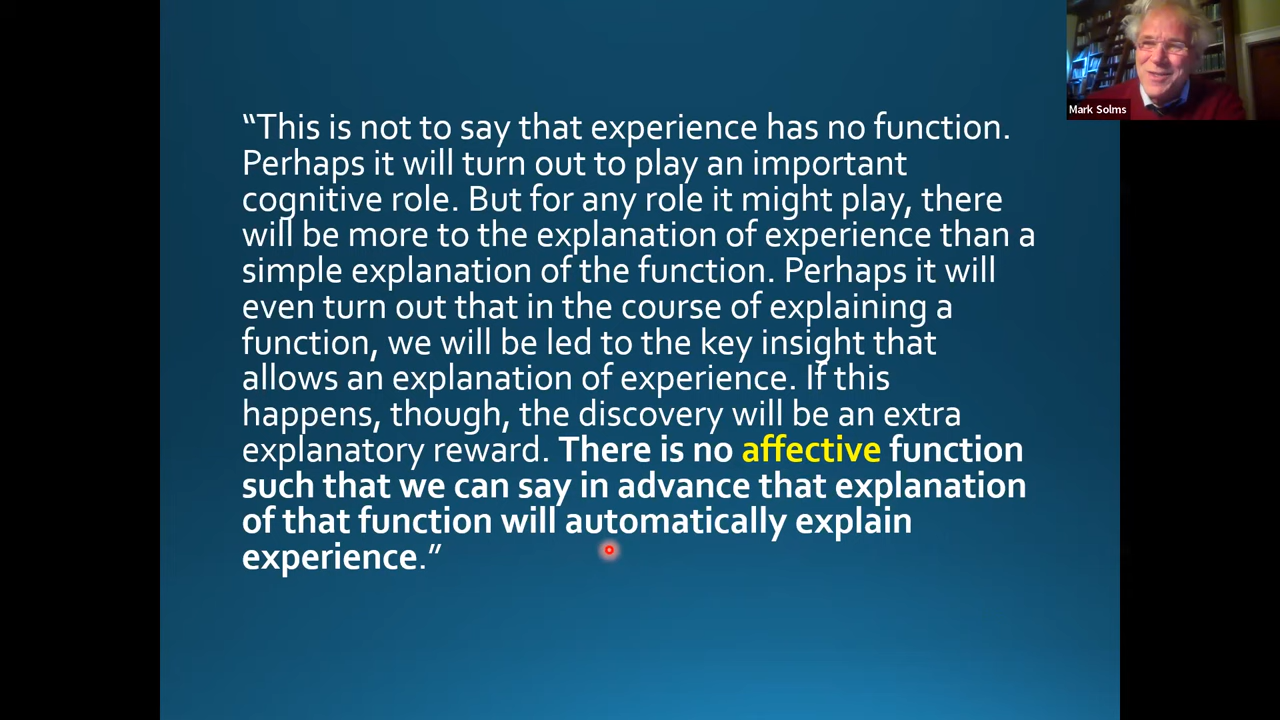 Mark Solms
“This is not to say that experience has no function.
Perhaps it will turn out to play an important
cognitive role. But for any role it might play, there
will be more to the explanation of experience than a
simple explanation of the function. Perhaps it will
even turn out that in the course of explaining a
function, we will be led to the key insight that
allows an explanation of experience. If this
happens, though, the discovery will be an extra
explanatory reward. There is no affective function
such that we can say in advance that explanation
of that function will automatically explain
experience.”